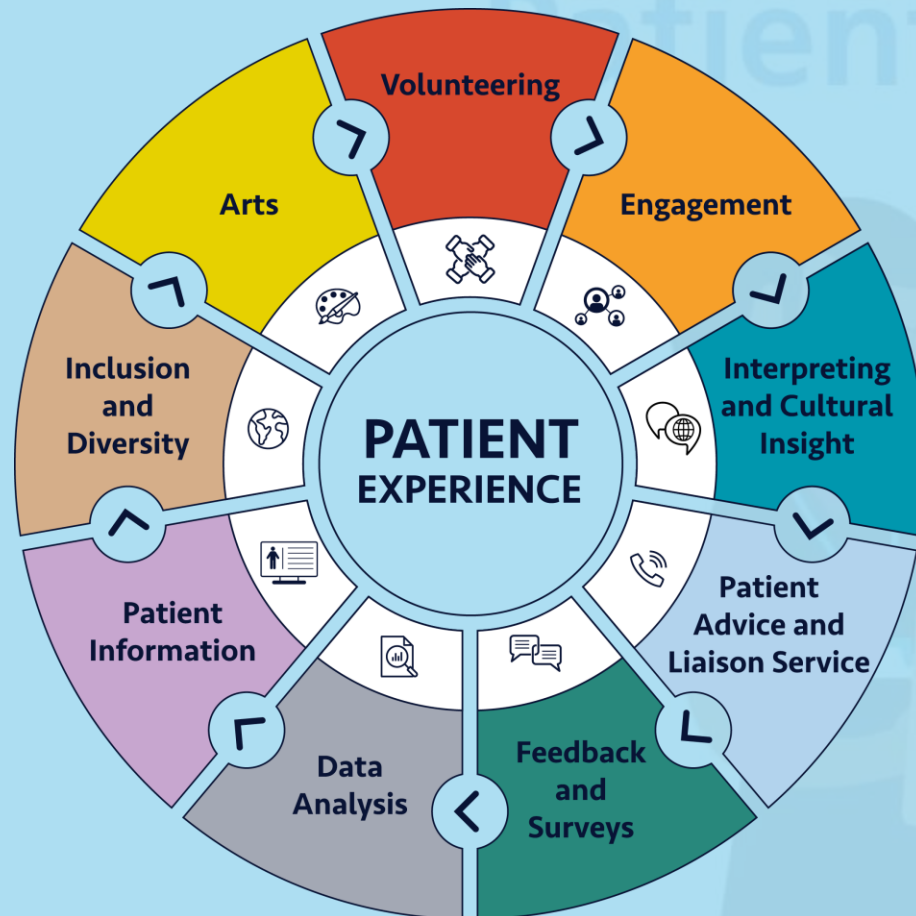 Patient
Volunteering
Engagement
Interpreting
and Cultural
Insight
Patient
Advice and
Liaison Service
Feedback
and
Surveys
Data
Analysis
Patient
Information
Inclusion
and
Diversity
Arts
PATIENT
EXPERIENCE